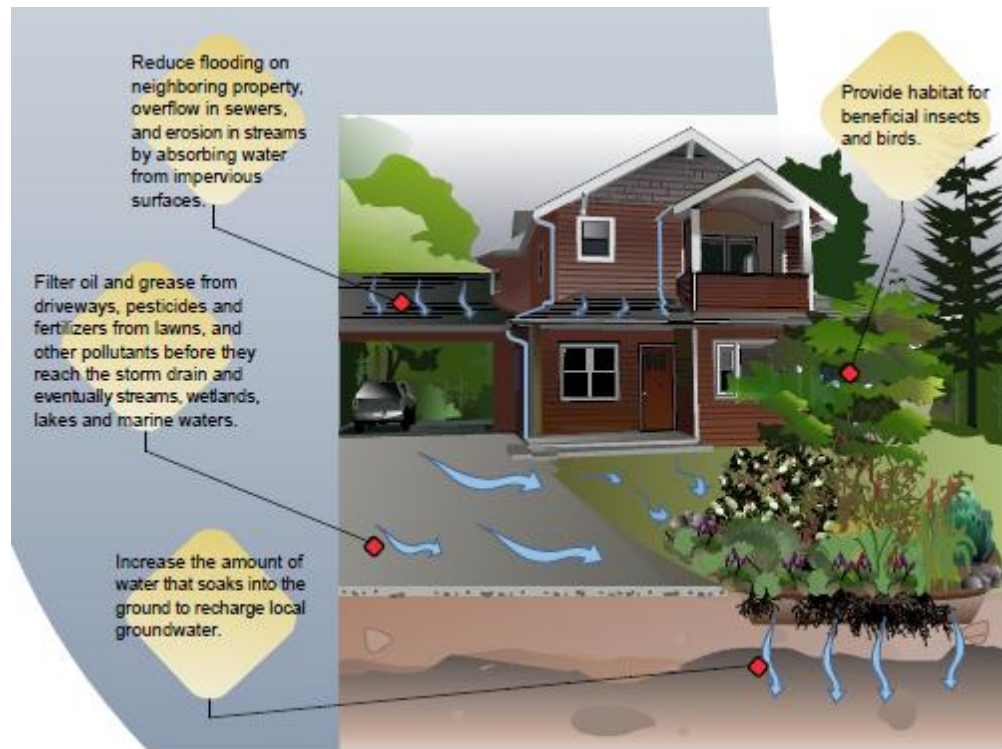 Reduce flooding on
neighboring property,
overflow in sewers,
and erosion in streams
by absorbing water
from impervious
surfaces.
Provide habitat for
beneficial insects
and birds.
Filter oil and grease from
driveways, pesticides and
fertilizers from lawns, and
other pollutants before they
reach the storm drain and
eventually streams, wetlands,
lakes and marine waters.
Increase the amount of
water that soaks into the
ground to recharge local
groundwater.